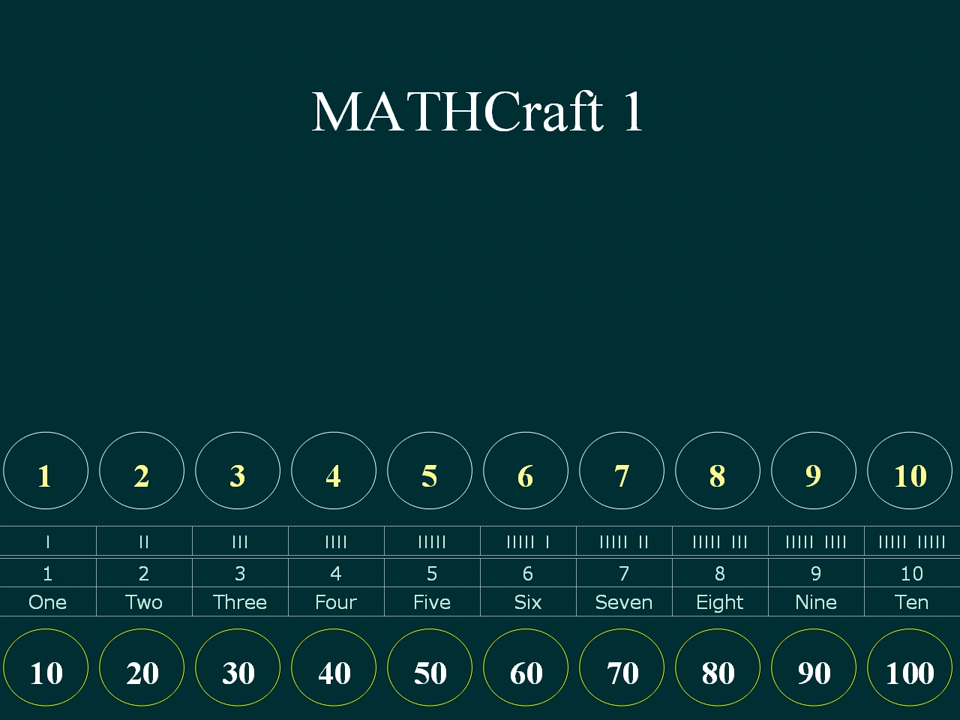 MATHCraft 1
1 2 3 4 5 6 7 8 9 10
I II III IIII IIIII IIIII I IIIII II IIIII III IIIII IIII IIIII IIIII
1 2 3 4 5 6 7 8 9 10
One Two Three Four Five Six Seven Eight Nine Ten
10 20 30 40 50 60 70 80 90 100